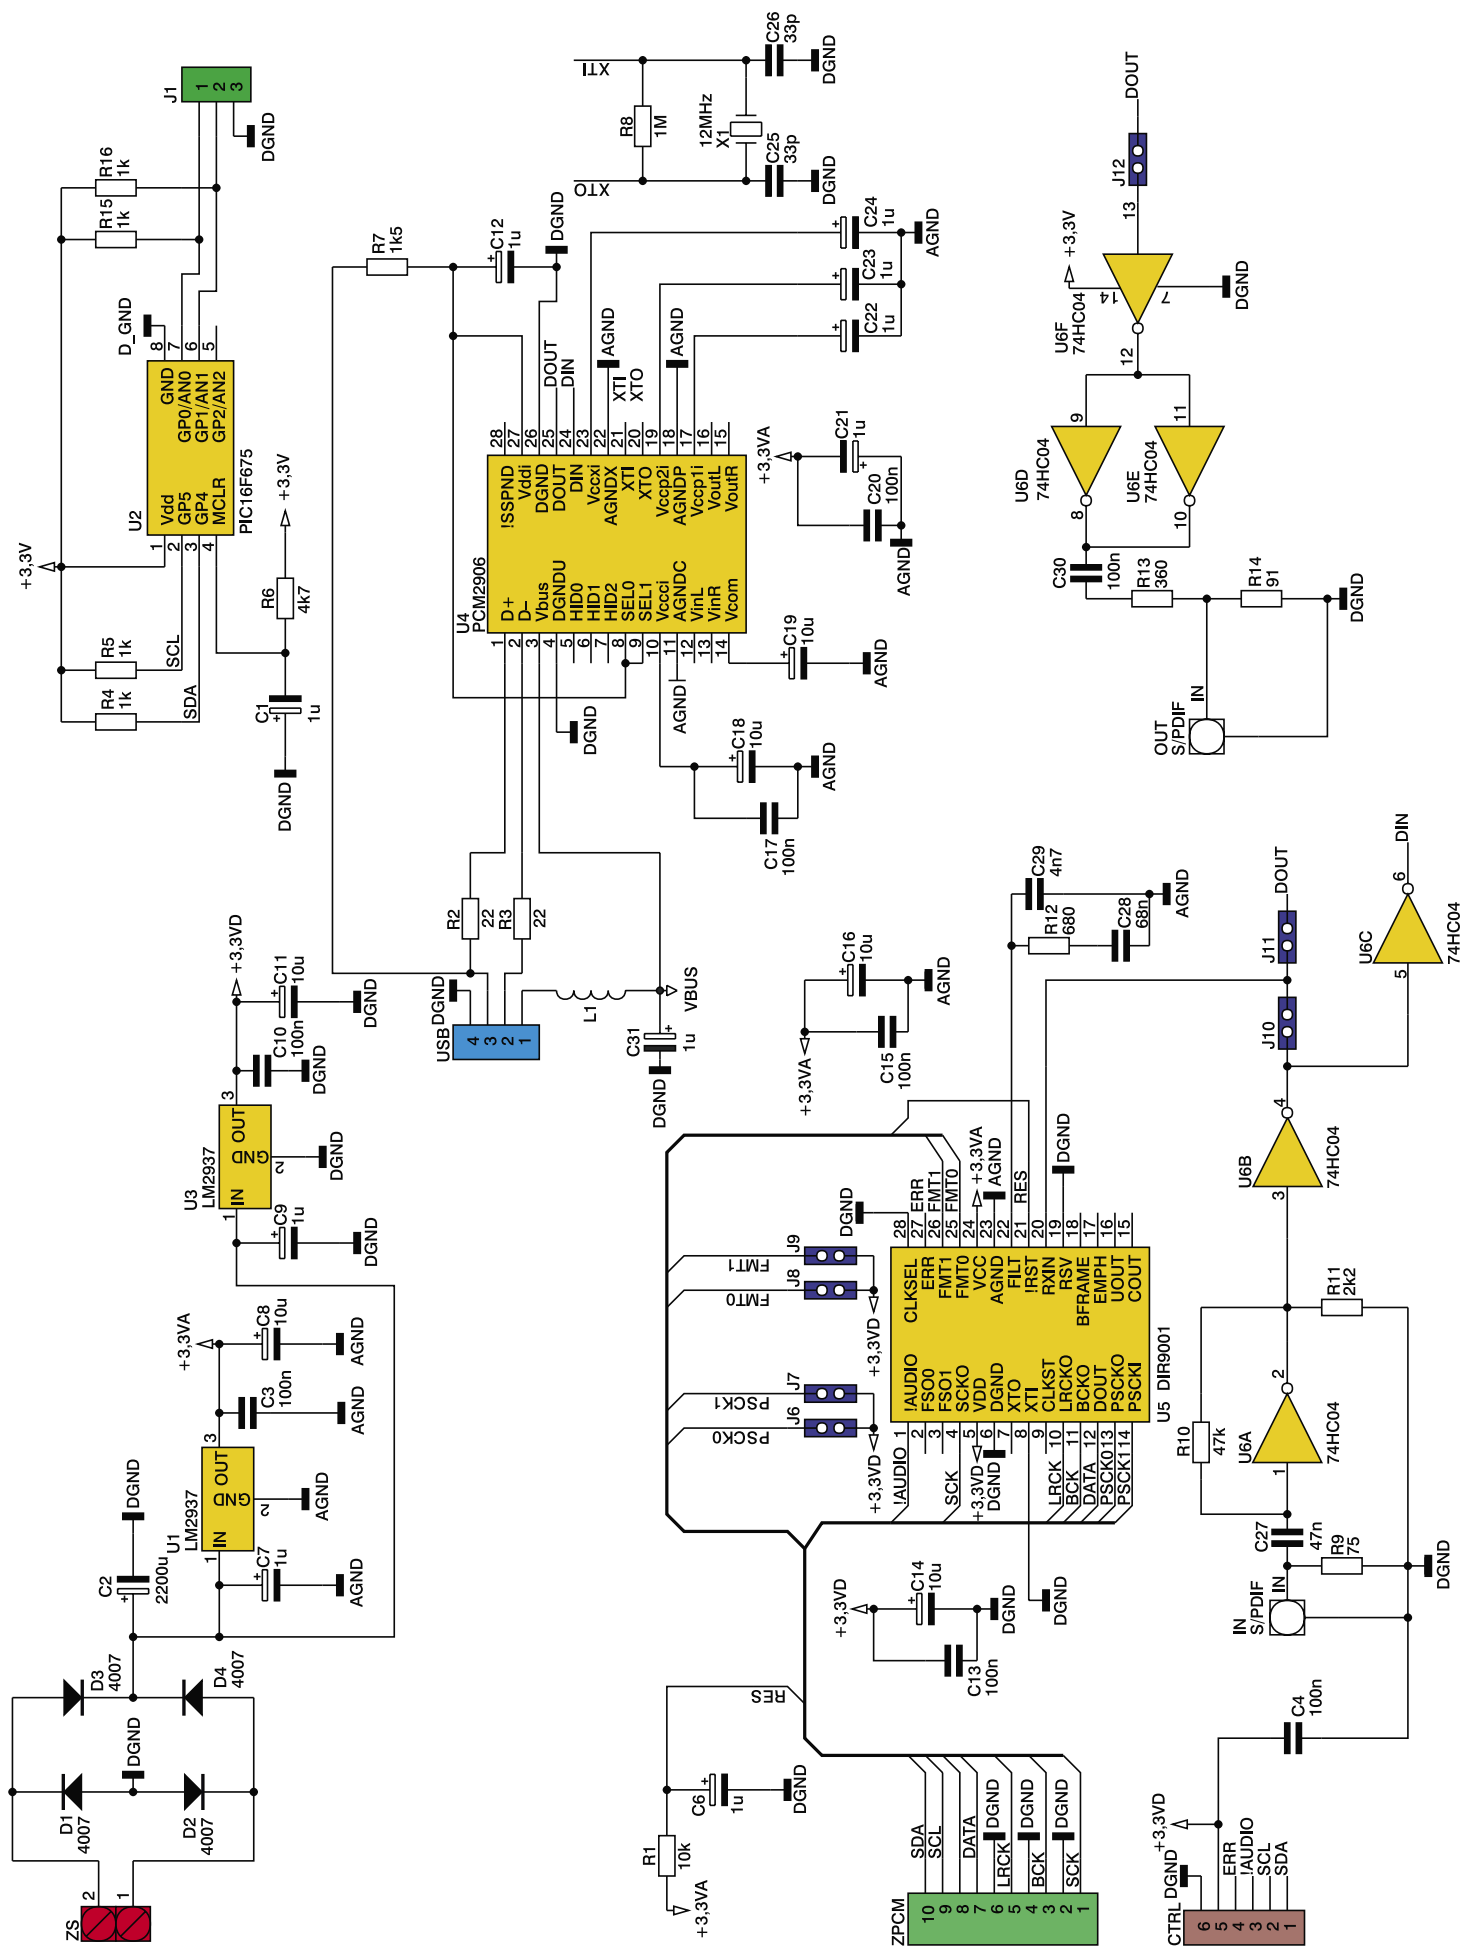 ZS
2
1
D1
4007
D2
4007
D3
4007
D4
4007
DGND
C2
2200u
DGND
U1
LM2937
IN
OUT
GND
1
3
2
C7
1u
AGND
AGND
+3,3VA
C3
100n
AGND
C8
10u
AGND
U3
LM2937
IN
OUT
GND
1
3
2
C9
1u
DGND
DGND
+3,3VD
C10
100n
DGND
C11
10u
DGND
+3,3V
R4
1k
R5
1k
SDA
SCL
U2
PIC16F675
Vdd
GP5
GP4
MCLR
GND
GP0/AN0
GP1/AN1
GP2/AN2
1
2
3
4
8
7
6
5
D_GND
R6
4k7
+3,3V
C1
1u
DGND
R15
1k
R16
1k
J1
1
2
3
DGND
USB
4
3
2
1
DGND
R2
22
R3
22
L1
VBUS
C31
1u
DGND
R7
1k5
C12
1u
DGND
U4
PCM2906
D+
D–
Vbus
DGNDU
HID0
HID1
HID2
SEL0
SEL1
Vccci
AGNDC
VinL
VinR
Vcom
1
2
3
4
5
6
7
8
9
10
11
12
13
14
!SSPND
Vddi
DGND
DOUT
DIN
Vccxi
AGNDX
XTI
XTO
Vccp2i
AGNDP
Vccp1i
VoutL
VoutR
28
27
26
25
24
23
22
21
20
19
18
17
16
15
DGND
AGND
DOUT
DIN
AGND
XTI
XTO
AGND
C17
100n
C18
10u
AGND
C19
10u
AGND
C20
100n
C21
1u
+3,3VA
AGND
C22
1u
C23
1u
C24
1u
AGND
XTI
XTO
R8
1M
12MHz
X1
C25
33p
DGND
C26
33p
DGND
R1
10k
+3,3VA
C6
1u
DGND
RES
ZPCM
10
9
8
7
6
5
4
3
2
1
SDA
SCL
DATA
DGND
LRCK
DGND
BCK
DGND
SCK
C13
100n
C14
10u
+3,3VD
DGND
DGND
PSCK0
PSCK1
FMT0
FMT1
J6
J7
J8
J9
+3,3VD
+3,3VD
U5 DIR9001
!AUDIO
FSO0
FSO1
SCKO
VDD
DGND
XTO
XTI
CLKST
LRCKO
BCKO
DOUT
PSCKO
PSCKI
1
2
3
4
5
6
7
8
9
10
11
12
13
14
!AUDIO
SCK
+3,3VD
DGND
LRCK
BCK
DATA
PSCK0
PSCK1
CLKSEL
ERR
FMT1
FMT0
VCC
AGND
FILT
!RST
RXIN
RSV
BFRAME
EMPH
UOUT
COUT
28
27
26
25
24
23
22
21
20
19
18
17
16
15
DGND
ERR
FMT1
FMT0
+3,3VA
AGND
RES
DGND
+3,3VA
C15
100n
C16
10u
AGND
R12
680
C28
68n
C29
4n7
AGND
CTRL
6
5
4
3
2
1
DGND
+3,3VD
ERR
!AUDIO
SCL
SDA
C4
100n
IN
S/PDIF
IN
R9
75
C27
47n
DGND
R10
47k
U6A
74HC04
1
2
R11
2k2
U6B
74HC04
3
4
J10
J11
DOUT
U6C
74HC04
5
6
DIN
OUT
S/PDIF
IN
C30
100n
R13
360
R14
91
DGND
U6D
74HC04
9
8
U6E
74HC04
11
10
U6F
74HC04
12
13
14
7
+3,3V
DGND
J12
DOUT